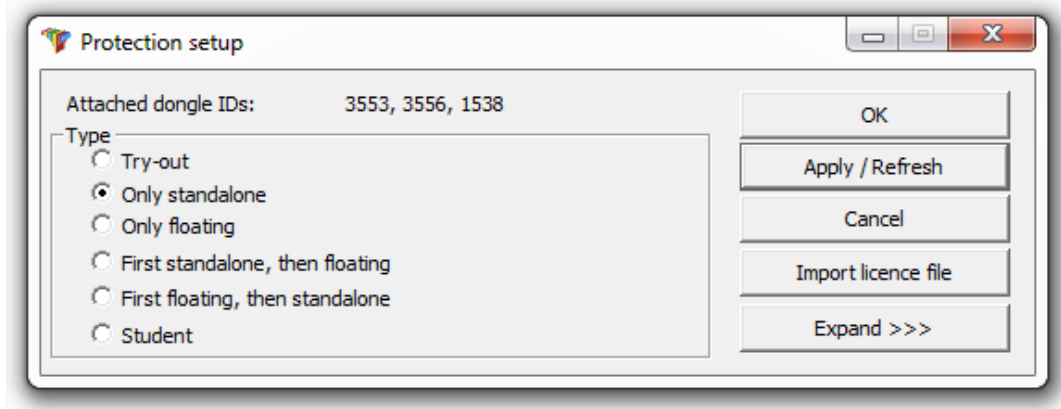 Protection setup
Attached dongle IDs: 3553, 3556, 1538
Type
Try-out
Only standalone
Only floating
First standalone, then floating
First floating, then standalone
Student
OK
Apply / Refresh
Cancel
Import licence file
Expand >>>